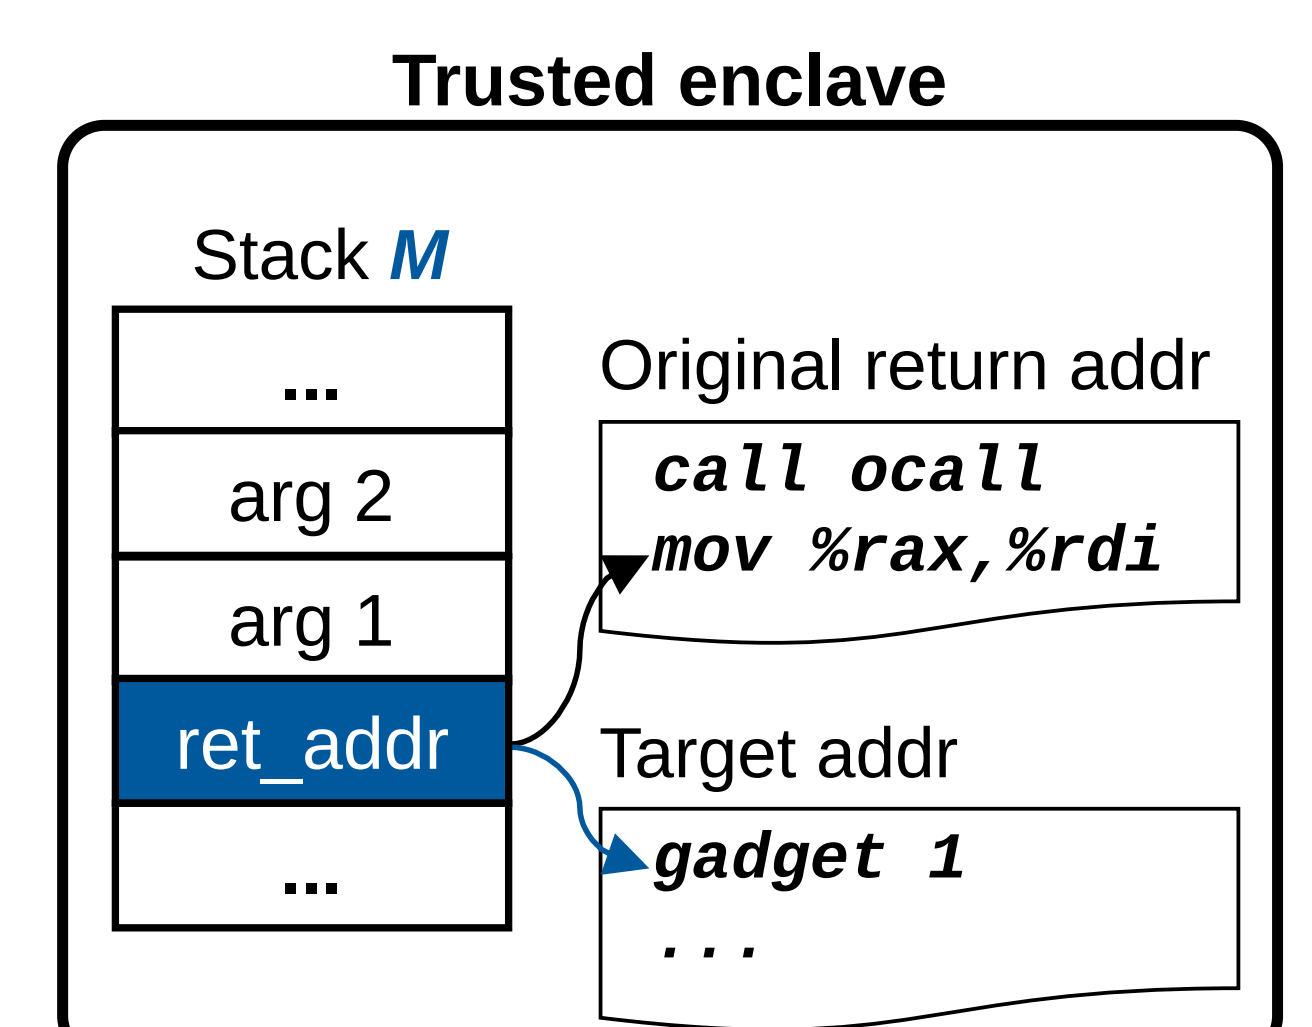 Trusted enclave
Stack M
...
arg 2
arg 1
ret_addr
...
Original return addr
call ocall
mov %rax,%rdi
Target addr
gadget 1
...